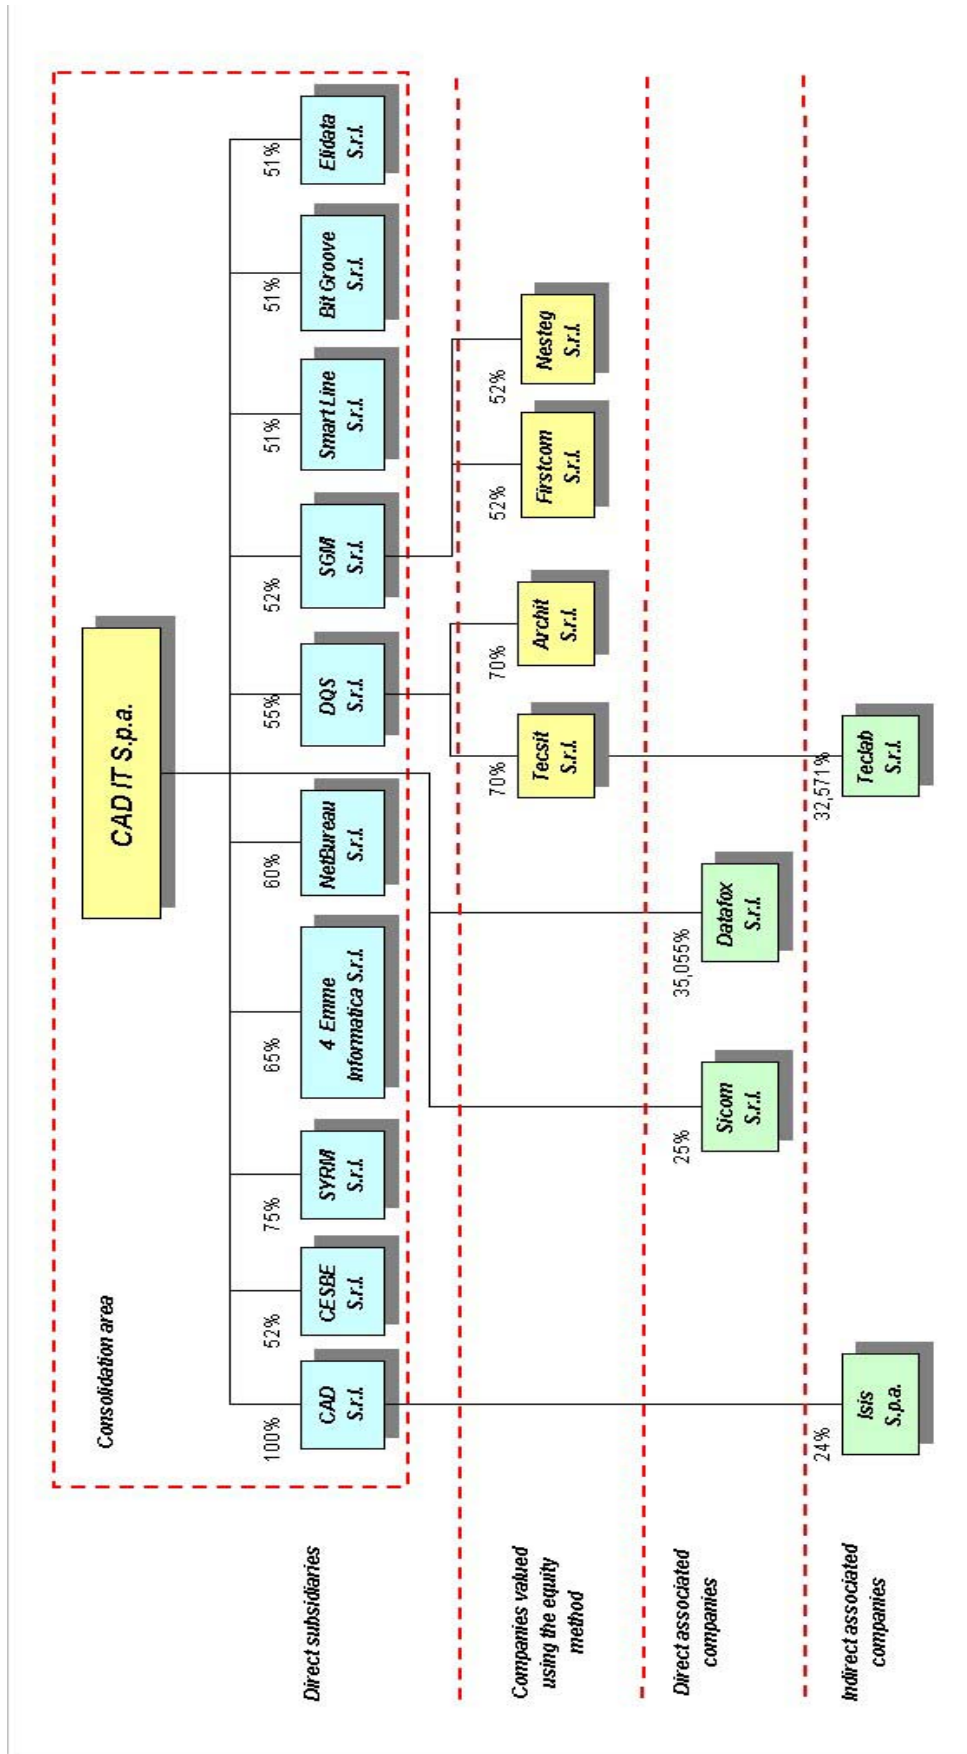 CAD IT S.p.a.
Consolidation area
Direct subsidiaries
100%
CAD
S.r.l.
52%
CESBE
S.r.l.
75%
SYRM
S.r.l.
65%
4 Emme
Informatica S.r.l.
60%
NetBureau
S.r.l.
55%
DQS
S.r.l.
52%
SGM
S.r.l.
51%
Smart Line
S.r.l.
51%
Bit Groove
S.r.l.
51%
Elidata
S.r.l.
Companies valued
using the equity
method
70%
Tecsit
S.r.l.
70%
Archit
S.r.l.
52%
Firstcom
S.r.l.
52%
Nesteg
S.r.l.
Direct associated
companies
25%
Sicom
S.r.l.
35,055%
Datafox
S.r.l.
Indirect associated
companies
24%
Isis
S.p.a.
32,571%
Teclab
S.r.l.